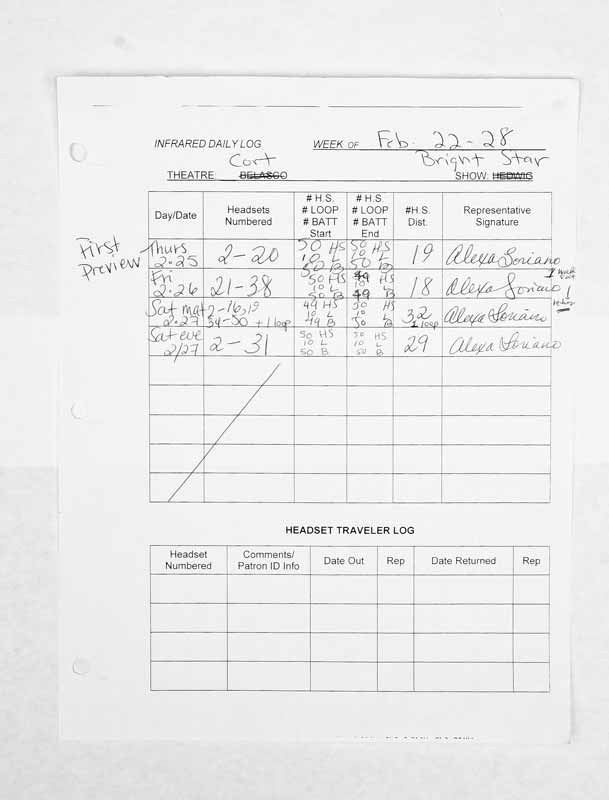 INFRARED DAILY LOG WEEK OF Feb. 22-28
Cort Bright Star
THEATRE: BELASCO SHOW: HEDWIG
Day/Date Headsets Numbered # H.S. # LOOP # BATT Start # H.S. # LOOP # BATT End #H.S. Dist. Representative Signature
First Preview Thurs 2.25 2-20 50 HS 10 L 50 B 50 HS 10 L 50 B 19 Alexa Soriano
Fri 2.26 21-38 50 HS 10 L 50 B 49 HS 10 L 49 B 18 Alexa Soriano
Sat mat 2.27 2-16,19 34-50 +1 loop 49 HS 10 L 49 B 50 HS 10 L 50 B 32 1 loop Alexa Soriano
Sat eve 2/27 2-31 50 HS 10 L 50 B 50 HS 10 L 50 B 29 Alexa Soriano
HEADSET TRAVELER LOG
Headset Numbered Comments/ Patron ID Info Date Out Rep Date Returned Rep